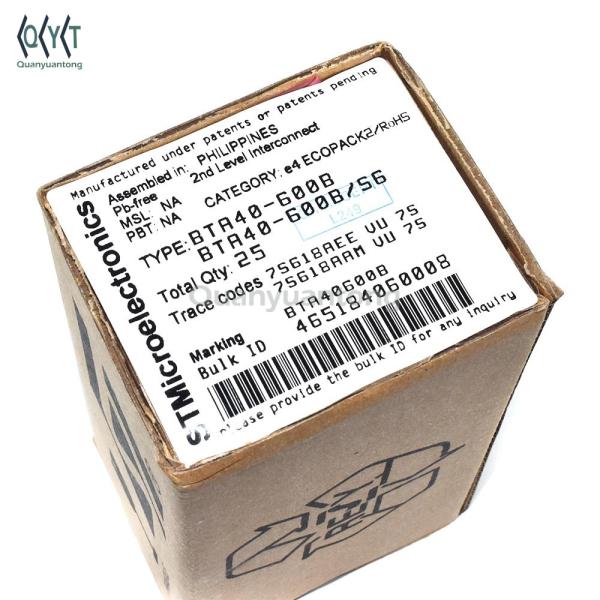 QYT
Quanyuantong
Manufactured under patents or patents pending
Assembled in: PHILIPPINES
Pb-free 2nd Level Interconnect
MSL: NA
PBT: NA CATEGORY: e4 ECOPACK2/RoHS
TYPE: BTA40-600B
BTA40-600B/S6
Total Qty: 25
Trace codes 75618AEE VU 75
75618AAM VU 75
Marking BTA40600B
Bulk ID
Please provide the bulk ID for any inquiry
STMicroelectronics
Quanyuantong